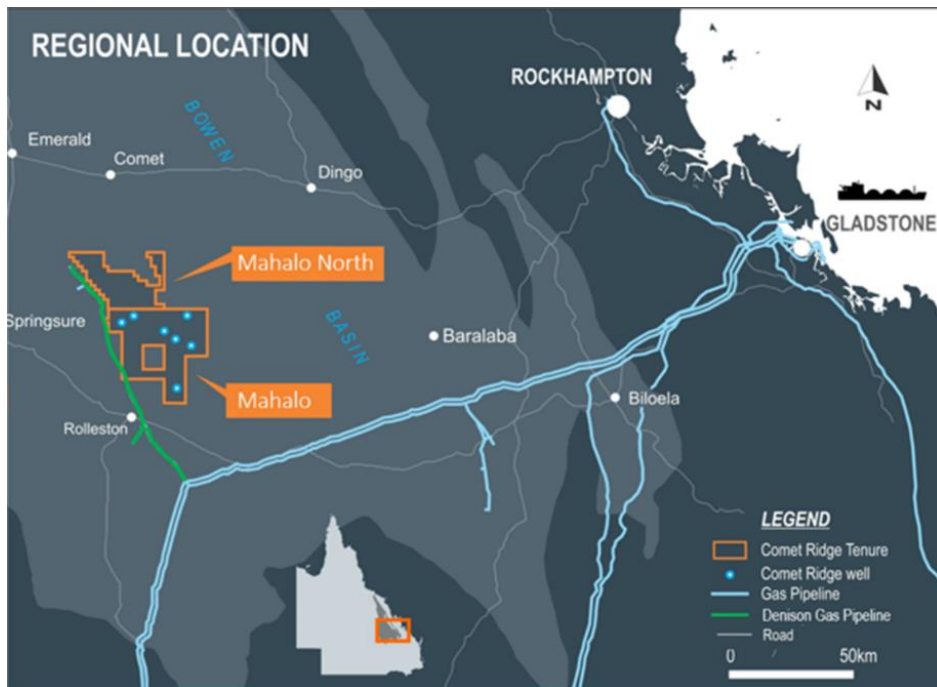 REGIONAL LOCATION
ROCKHAMPTON
N
BOWEN
Emerald
Comet
Dingo
GLADSTONE
Mahalo North
Springsure
BASIN
Baralaba
Mahalo
Biloela
Rolleston
LEGEND
Comet Ridge Tenure
Comet Ridge well
Gas Pipeline
Denison Gas Pipeline
Road
0 50km